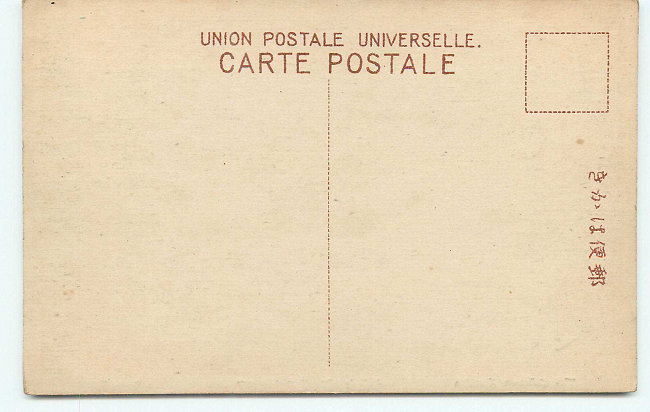 UNION POSTALE UNIVERSELLE.
CARTE POSTALE
郵便はかき